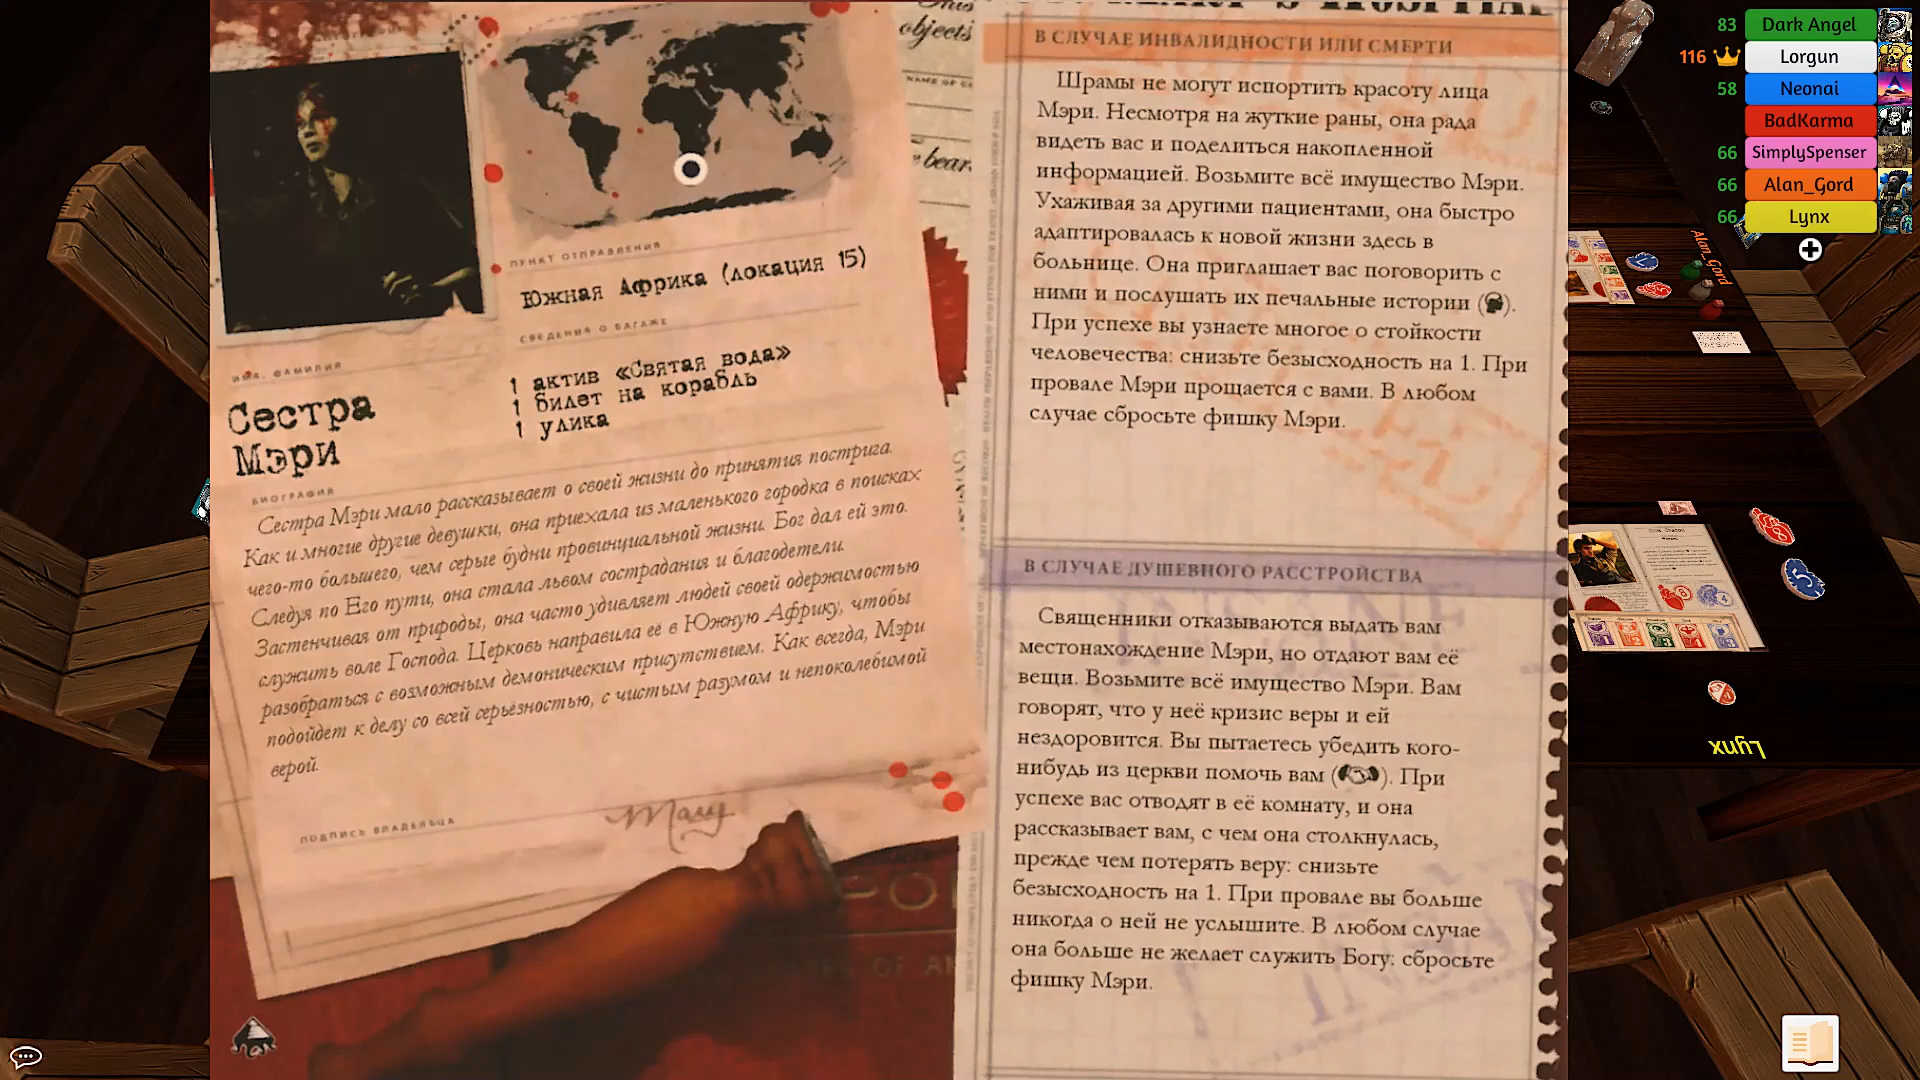 ПУНКТ ОТПРАВЛЕНИЯ
Южная Африка (локация 15)
СВЕДЕНИЯ О БАГАЖЕ
1 актив «Святая вода»
1 билет на корабль
1 улика
ИМЯ, ФАМИЛИЯ
Сестра
Мэри
БИОГРАФИЯ
Сестра Мэри мало рассказывает о своей жизни до принятия пострига.
Как и многие другие девушки, она приехала из маленького городка в поисках
чего-то большего, чем серые будни провинциальной жизни. Бог дал ей это.
Следуя по Его пути, она стала львом сострадания и благодетели.
Застенчивая от природы, она часто удивляет людей своей одержимостью
служить воле Господа. Церковь направила её в Южную Африку, чтобы
разобраться с возможным демоническим присутствием. Как всегда, Мэри
подойдёт к делу со всей серьёзностью, с чистым разумом и непоколебимой
верой.
ПОДПИСЬ ВЛАДЕЛЬЦА
Mary
objects
bear
В СЛУЧАЕ ИНВАЛИДНОСТИ ИЛИ СМЕРТИ
Шрамы не могут испортить красоту лица
Мэри. Несмотря на жуткие раны, она рада
видеть вас и поделиться накопленной
информацией. Возьмите всё имущество Мэри.
Ухаживая за другими пациентами, она быстро
адаптировалась к новой жизни здесь в
больнице. Она приглашает вас поговорить с
ними и послушать их печальные истории ( ).
При успехе вы узнаете многое о стойкости
человечества: снизьте безысходность на 1. При
провале Мэри прощается с вами. В любом
случае сбросьте фишку Мэри.
В СЛУЧАЕ ДУШЕВНОГО РАССТРОЙСТВА
Священники отказываются выдать вам
местонахождение Мэри, но отдают вам её
вещи. Возьмите всё имущество Мэри. Вам
говорят, что у неё кризис веры и ей
нездоровится. Вы пытаетесь убедить кого-
нибудь из церкви помочь вам ( ). При
успехе вас отводят в её комнату, и она
рассказывает вам, с чем она столкнулась,
прежде чем потерять веру: снизьте
безысходность на 1. При провале вы больше
никогда о ней не услышите. В любом случае
она больше не желает служить Богу: сбросьте
фишку Мэри.
83 Dark Angel
116 Lorgun
58 Neonai
BadKarma
66 SimplySpenser
66 Alan_Gord
66 Lynx
Alan_Gord
Lynx